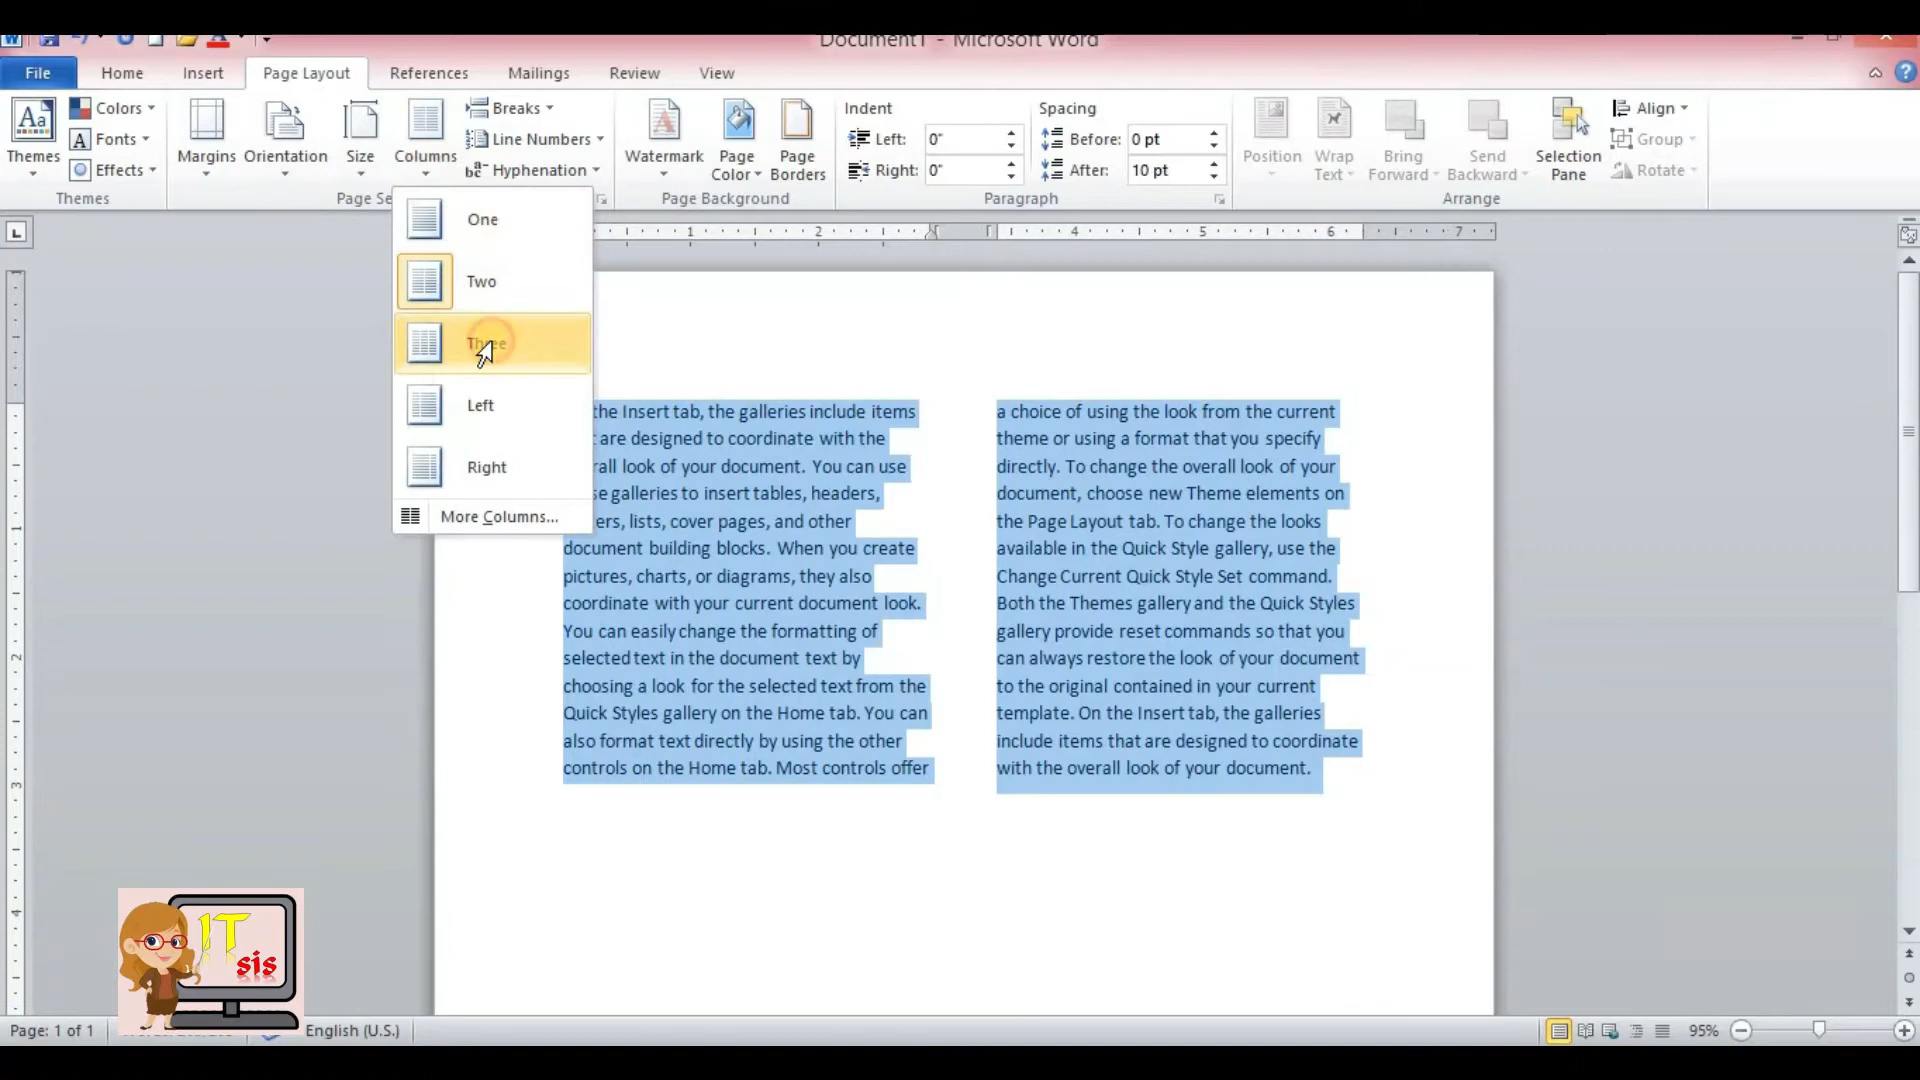 Document1 - Microsoft Word
File Home Insert Page Layout References Mailings Review View
Themes
Colors
Fonts
Effects
Themes
Margins
Orientation
Size
Columns
Breaks
Line Numbers
Hyphenation
Page Se
Watermark
Page Color
Page Borders
Page Background
Indent
Left: 0"
Right: 0"
Spacing
Before: 0 pt
After: 10 pt
Paragraph
Position
Wrap Text
Bring Forward
Send Backward
Selection Pane
Align
Group
Rotate
Arrange
One
Two
Three
Left
Right
More Columns...
1 2 4 5 6 7
the Insert tab, the galleries include items
are designed to coordinate with the
rall look of your document. You can use
se galleries to insert tables, headers,
ers, lists, cover pages, and other
document building blocks. When you create
pictures, charts, or diagrams, they also
coordinate with your current document look.
You can easily change the formatting of
selected text in the document text by
choosing a look for the selected text from the
Quick Styles gallery on the Home tab. You can
also format text directly by using the other
controls on the Home tab. Most controls offer
a choice of using the look from the current
theme or using a format that you specify
directly. To change the overall look of your
document, choose new Theme elements on
the Page Layout tab. To change the looks
available in the Quick Style gallery, use the
Change Current Quick Style Set command.
Both the Themes gallery and the Quick Styles
gallery provide reset commands so that you
can always restore the look of your document
to the original contained in your current
template. On the Insert tab, the galleries
include items that are designed to coordinate
with the overall look of your document.
1
2
3
4
IT
sis
Page: 1 of 1
English (U.S.)
95%